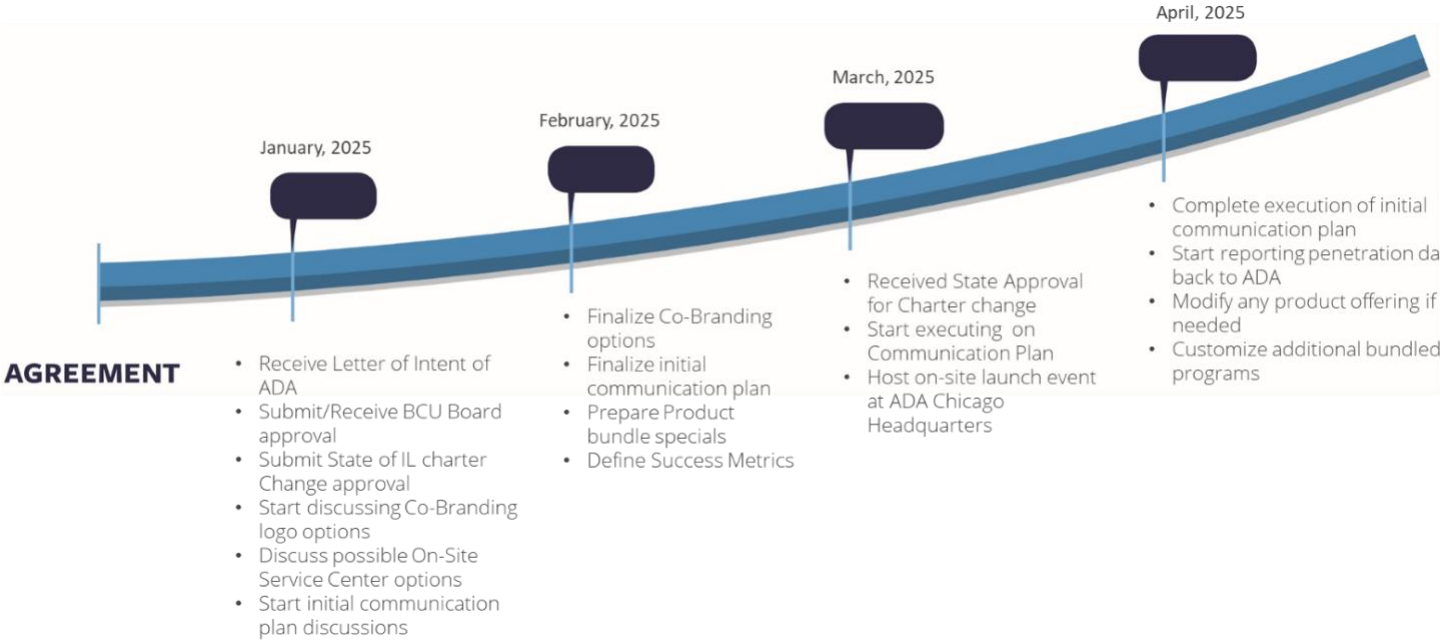 April, 2025
March, 2025
February, 2025
January, 2025
AGREEMENT
• Receive Letter of Intent of
ADA
• Submit/Receive BCU Board
approval
• Submit State of IL charter
Change approval
• Start discussing Co-Branding
logo options
• Discuss possible On-Site
Service Center options
• Start initial communication
plan discussions
• Finalize Co-Branding
options
• Finalize initial
communication plan
• Prepare Product
bundle specials
• Define Success Metrics
• Received State Approval
for Charter change
• Start executing on
Communication Plan
• Host on-site launch event
at ADA Chicago
Headquarters
• Complete execution of initial
communication plan
• Start reporting penetration da
back to ADA
• Modify any product offering if
needed
• Customize additional bundled
programs